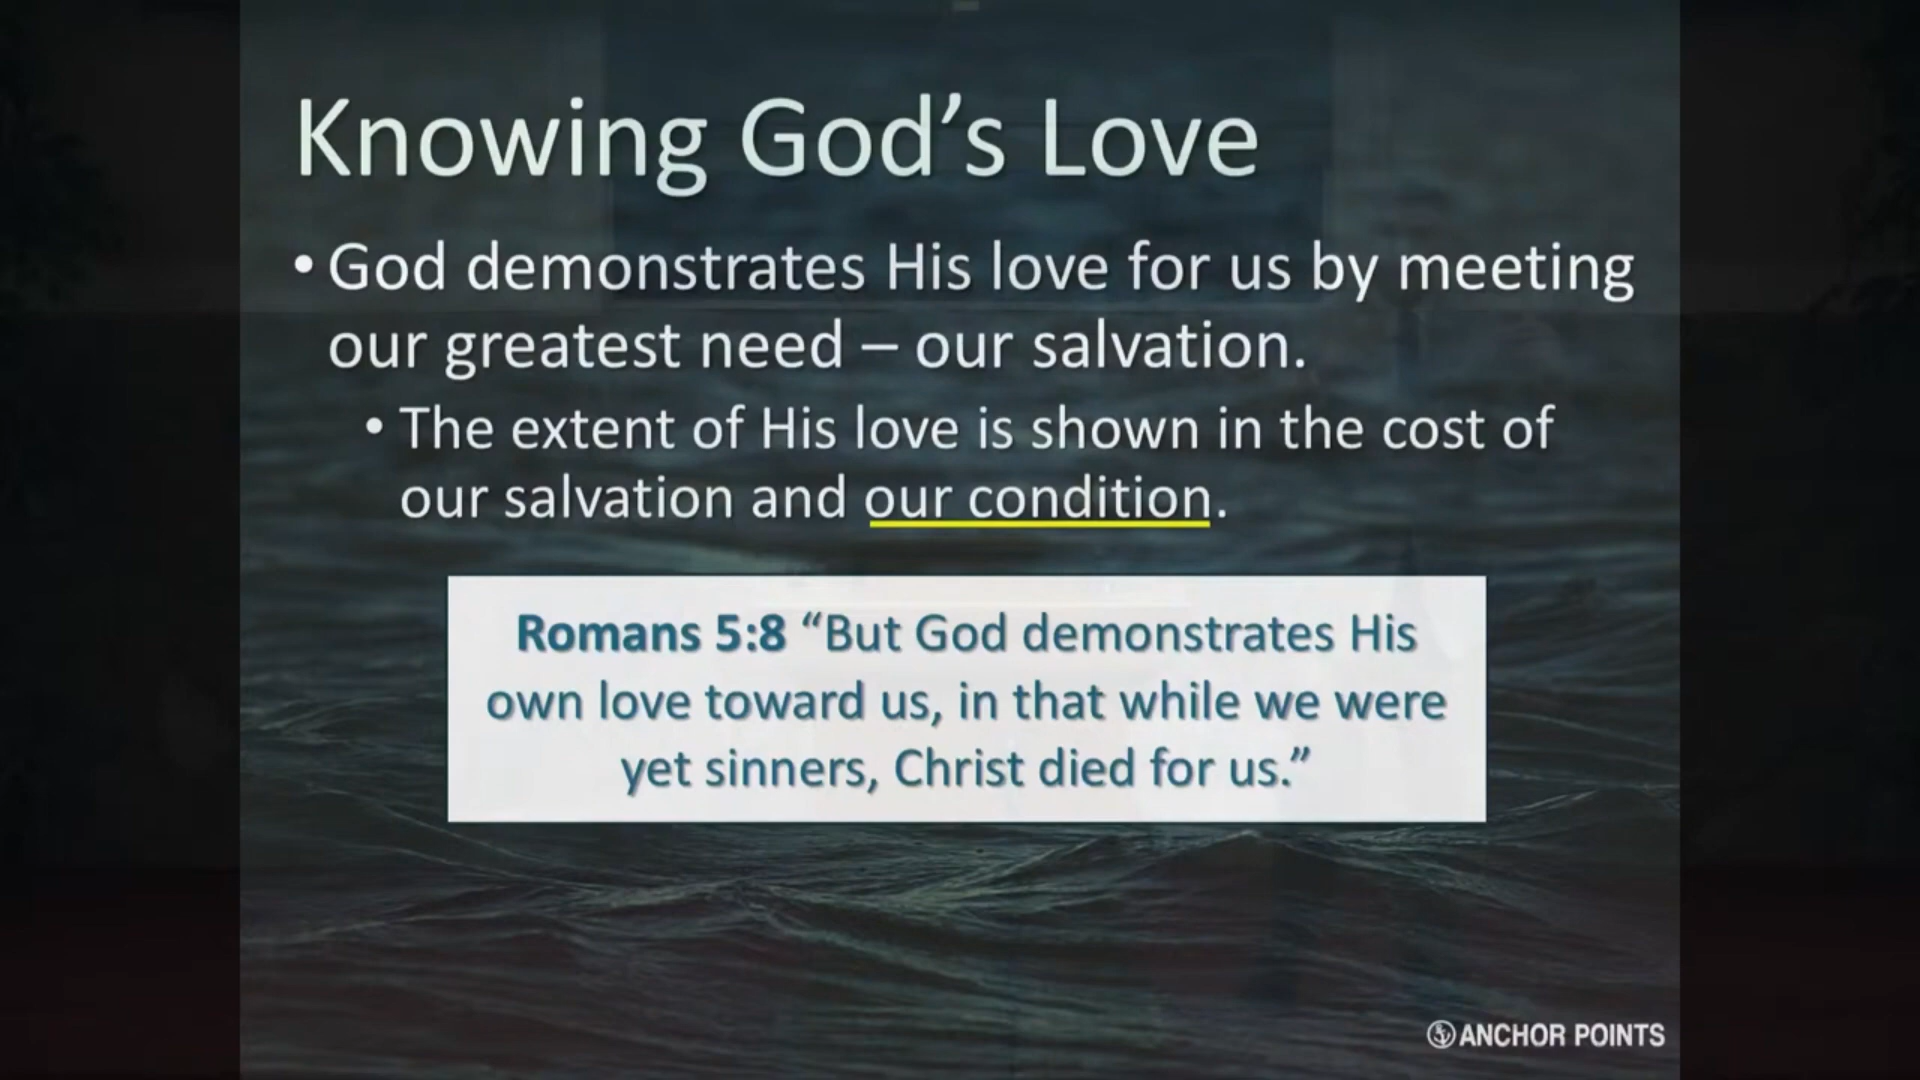 Knowing God’s Love
• God demonstrates His love for us by meeting
our greatest need – our salvation.
• The extent of His love is shown in the cost of
our salvation and our condition.
Romans 5:8 “But God demonstrates His
own love toward us, in that while we were
yet sinners, Christ died for us.”
ANCHOR POINTS